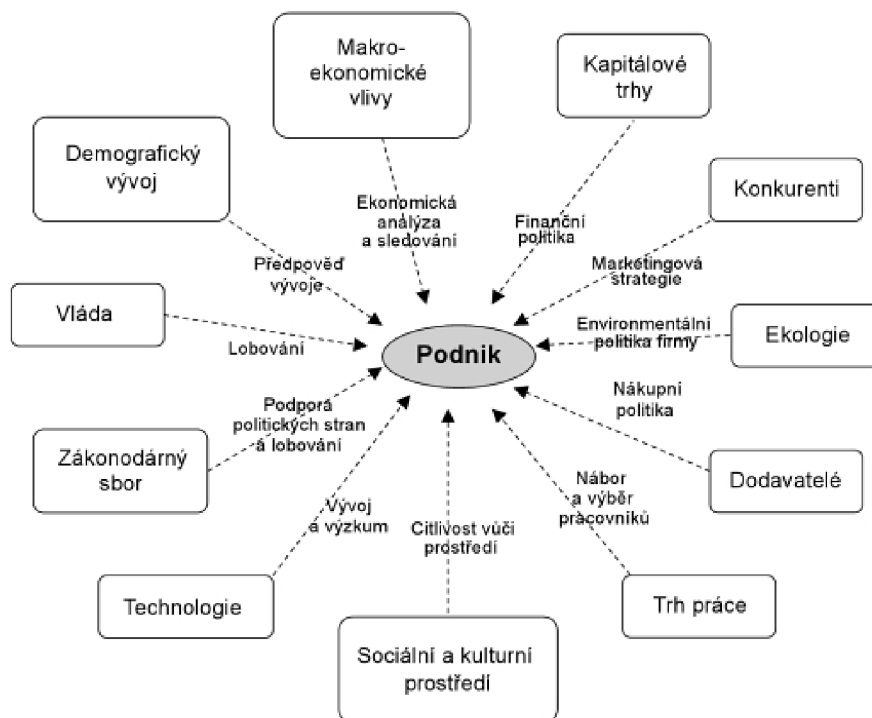 Makro-
ekonomické
vlivy
Kapitálové
trhy
Demografický
vývoj
Konkurenti
Ekonomická
analýza
a sledování
Finanční
politika
Předpověď
vývoje
Marketingová
strategie
Vláda
Lobování
Podnik
Environmentální
politika firmy
Ekologie
Zákonodárný
sbor
Podporá
politických stran
á lobování
Nákupní
politika
Dodavatelé
Vývoj
a výzkum
Citlivost vůči
prostředí
Nábor
a výběr
pracovníků
Technologie
Sociální a kulturní
prostředí
Trh práce